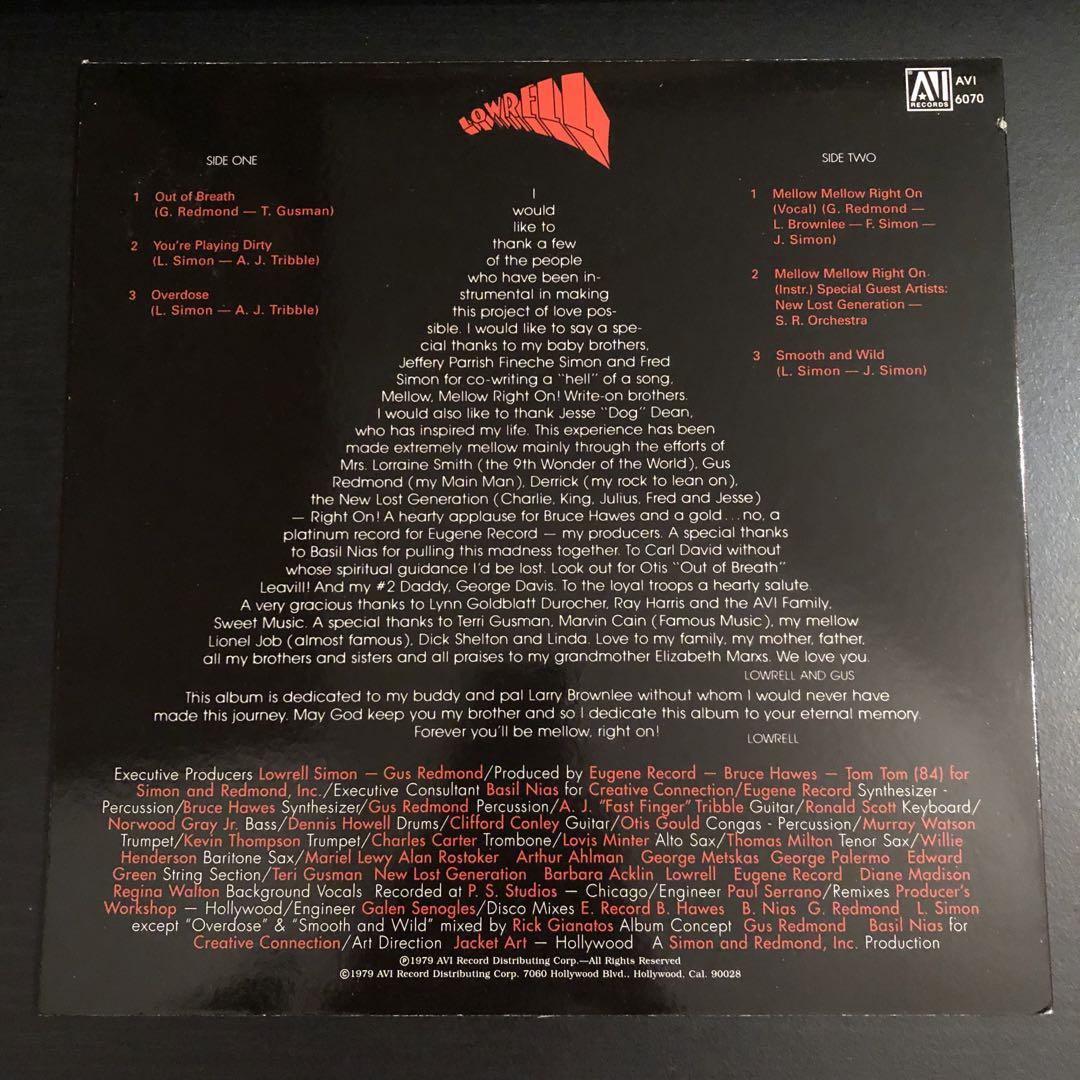 LOWRELL
AVI
RECORDS
AVI
6070
SIDE ONE
1 Out of Breath
(G. Redmond — T. Gusman)
2 You're Playing Dirty
(L. Simon — A. J. Tribble)
3 Overdose
(L. Simon — A. J. Tribble)
SIDE TWO
1 Mellow Mellow Right On
(Vocal) (G. Redmond —
L. Brownlee — F. Simon —
J. Simon)
2 Mellow Mellow Right On
(Instr.) Special Guest Artists:
New Lost Generation —
S. R. Orchestra
3 Smooth and Wild
(L. Simon — J. Simon)
I
would
like to
thank a few
of the people
who have been in-
strumental in making
this project of love pos-
sible. I would like to say a spe-
cial thanks to my baby brothers,
Jeffery Parrish Fineche Simon and Fred
Simon for co-writing a "hell" of a song,
Mellow, Mellow Right On! Write-on brothers.
I would also like to thank Jesse "Dog" Dean,
who has inspired my life. This experience has been
made extremely mellow mainly through the efforts of
Mrs. Lorraine Smith (the 9th Wonder of the World), Gus
Redmond (my Main Man), Derrick (my rock to lean on),
the New Lost Generation (Charlie, King, Julius, Fred and Jesse)
— Right On! A hearty applause for Bruce Hawes and a gold...no, a
platinum record for Eugene Record — my producers. A special thanks
to Basil Nias for pulling this madness together. To Carl David without
whose spiritual guidance I'd be lost. Look out for Otis "Out of Breath"
Leavill! And my #2 Daddy, George Davis. To the loyal troops a hearty salute.
A very gracious thanks to Lynn Goldblatt Durocher, Ray Harris and the AVI Family,
Sweet Music. A special thanks to Terri Gusman, Marvin Cain (Famous Music), my mellow
Lionel Job (almost famous), Dick Shelton and Linda. Love to my family, my mother, father,
all my brothers and sisters and all praises to my grandmother Elizabeth Marxs. We love you.
LOWRELL AND GUS
This album is dedicated to my buddy and pal Larry Brownlee without whom I would never have
made this journey. May God keep you my brother and so I dedicate this album to your eternal memory.
Forever you'll be mellow, right on!
LOWRELL
Executive Producers Lowrell Simon — Gus Redmond/Produced by Eugene Record — Bruce Hawes — Tom Tom (84) for
Simon and Redmond, Inc./Executive Consultant Basil Nias for Creative Connection/Eugene Record Synthesizer -
Percussion/Bruce Hawes Synthesizer/Gus Redmond Percussion/A. J. "Fast Finger" Tribble Guitar/Ronald Scott Keyboard/
Norwood Gray Jr. Bass/Dennis Howell Drums/Clifford Conley Guitar/Otis Gould Congas - Percussion/Murray Watson
Trumpet/Kevin Thompson Trumpet/Charles Carter Trombone/Lovis Minter Alto Sax/Thomas Milton Tenor Sax/Willie
Henderson Baritone Sax/Mariel Lewy Alan Rostoker Arthur Ahlman George Metskas George Palermo Edward
Green String Section/Teri Gusman New Lost Generation Barbara Acklin Lowrell Eugene Record Diane Madison
Regina Walton Background Vocals Recorded at P. S. Studios — Chicago/Engineer Paul Serrano/Remixes Producer's
Workshop — Hollywood/Engineer Galen Senogles/Disco Mixes E. Record B. Hawes B. Nias G. Redmond L. Simon
except "Overdose" & "Smooth and Wild" mixed by Rick Gianatos Album Concept Gus Redmond Basil Nias for
Creative Connection/Art Direction Jacket Art — Hollywood A Simon and Redmond, Inc. Production
Ⓟ1979 AVI Record Distributing Corp.—All Rights Reserved
©1979 AVI Record Distributing Corp. 7060 Hollywood Blvd., Hollywood, Cal. 90028